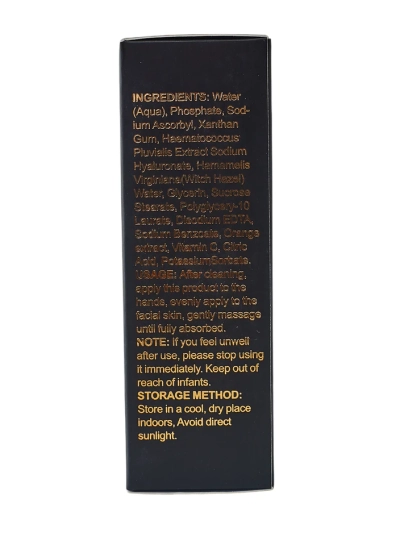 INGREDIENTS: Water
(Aqua), Phosphate, Sod-
ium Ascorbyl, Xanthan
Gum, Haematococcus
Pluvialis Extract Sodium
Hyaluronate, Hamamelis
Virginiana(Witch Hazel)
Water, Glycerin, Sucrose
Stearate, Polyglycery-10
Laurate, Disodium EDTA,
Sodium Benzoate, Orange
extract, Vitamin C, Citric
Acid, PotassiumSorbate.
USAGE: After cleaning,
apply this product to the
hands, evenly apply to the
facial skin, gently massage
until fully absorbed.
NOTE: If you feel unwell
after use, please stop using
it immediately. Keep out of
reach of infants.
STORAGE METHOD:
Store in a cool, dry place
indoors, Avoid direct
sunlight.